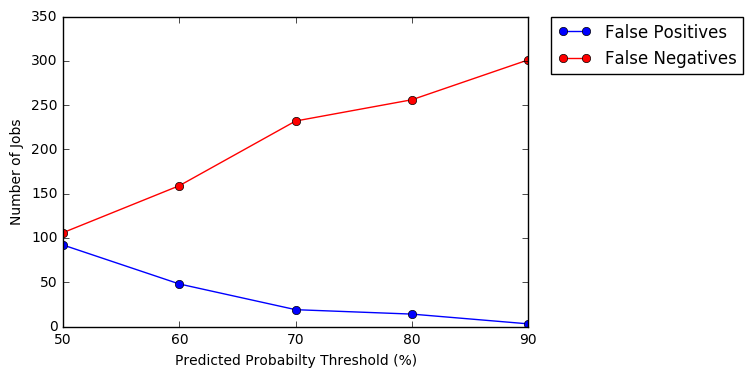 350
300
250
200
150
100
50
0
Number of Jobs
50 60 70 80 90
Predicted Probabilty Threshold (%)
False Positives
False Negatives